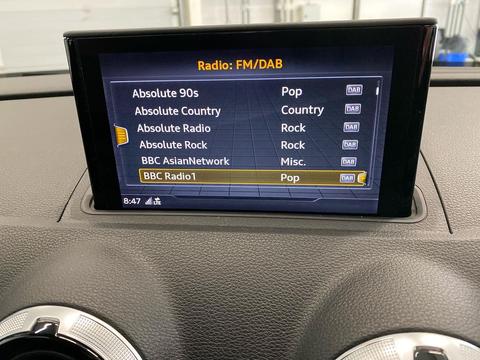 Radio: FM/DAB
Absolute 90s Pop DAB
Absolute Country Country DAB
Absolute Radio Rock DAB
Absolute Rock Rock DAB
BBC AsianNetwork Misc. DAB
BBC Radio1 Pop DAB
8:47 LTE